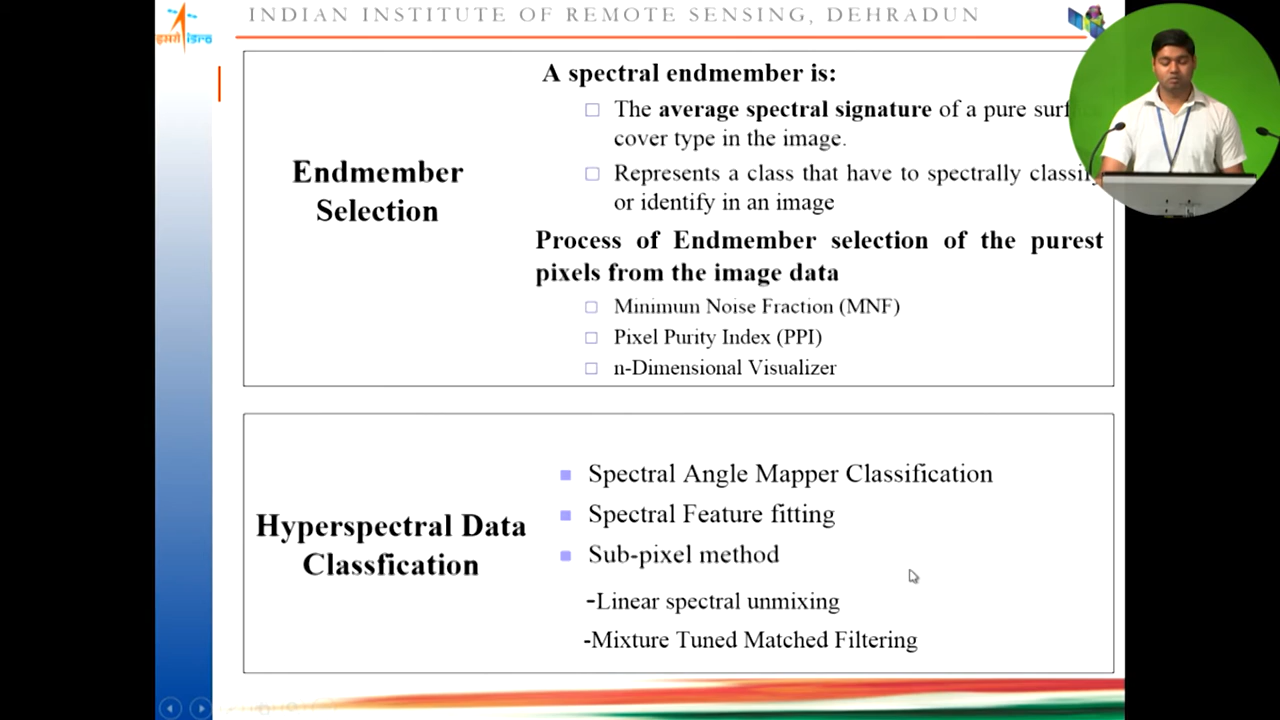 INDIAN INSTITUTE OF REMOTE SENSING, DEHRADUN
इसरो isro
A spectral endmember is:
The average spectral signature of a pure
cover type in the image.
Represents a class that have to spectrally
or identify in an image
Endmember
Selection
Process of Endmember selection of the purest
pixels from the image data
Minimum Noise Fraction (MNF)
Pixel Purity Index (PPI)
n-Dimensional Visualizer
Hyperspectral Data
Classfication
Spectral Angle Mapper Classification
Spectral Feature fitting
Sub-pixel method
-Linear spectral unmixing
-Mixture Tuned Matched Filtering